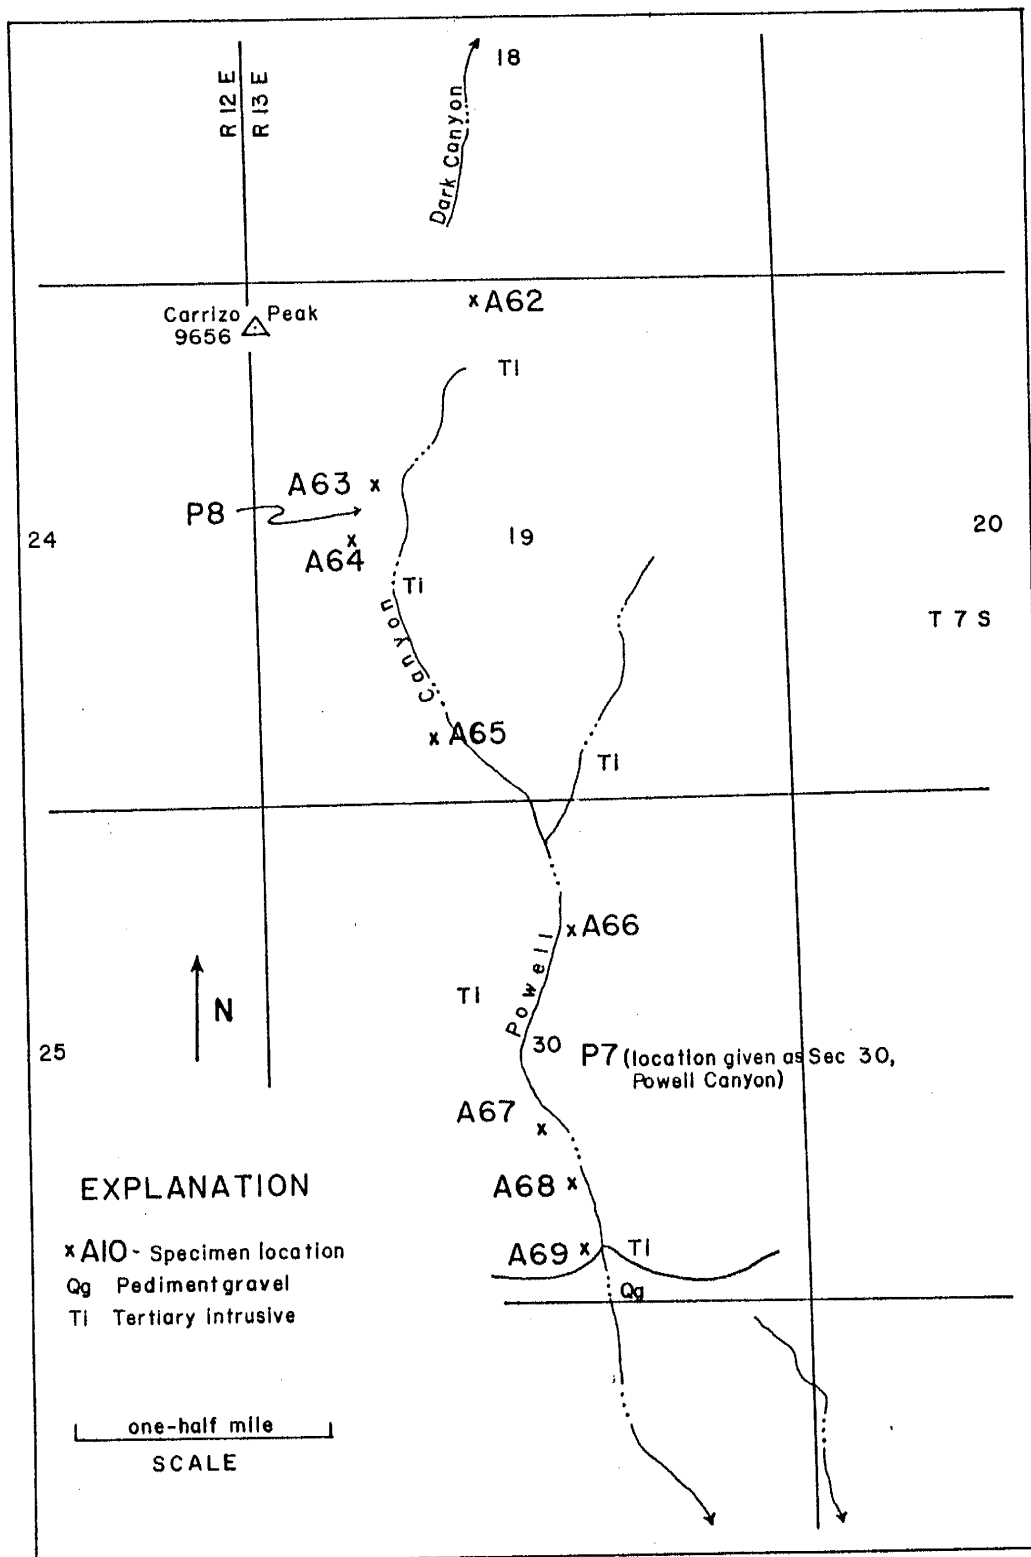 R 12 E
R 13 E
Dark Canyon
18
Carrizo Peak
9656
A62
TI
A63
P8
A64
24
19
20
TI
T 7 S
Canyon
A65
TI
A66
Powell
TI
N
25
30
P7 (location given as Sec 30,
Powell Canyon)
A67
EXPLANATION
A68
x A10 - Specimen location
A69
TI
Qg Pediment gravel
Qg
TI Tertiary intrusive
one-half mile
SCALE